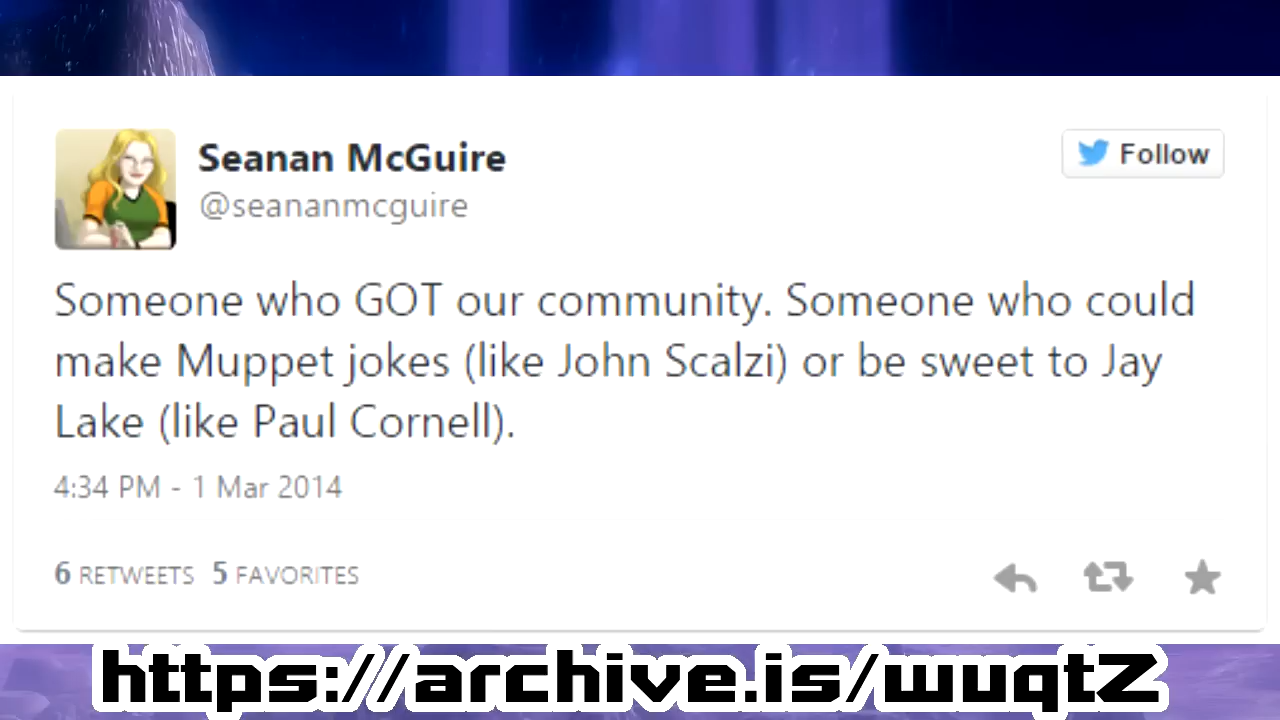 Seanan McGuire
@seananmcguire
Follow
Someone who GOT our community. Someone who could
make Muppet jokes (like John Scalzi) or be sweet to Jay
Lake (like Paul Cornell).
4:34 PM - 1 Mar 2014
6 RETWEETS 5 FAVORITES
https://archive.is/wuqtZ